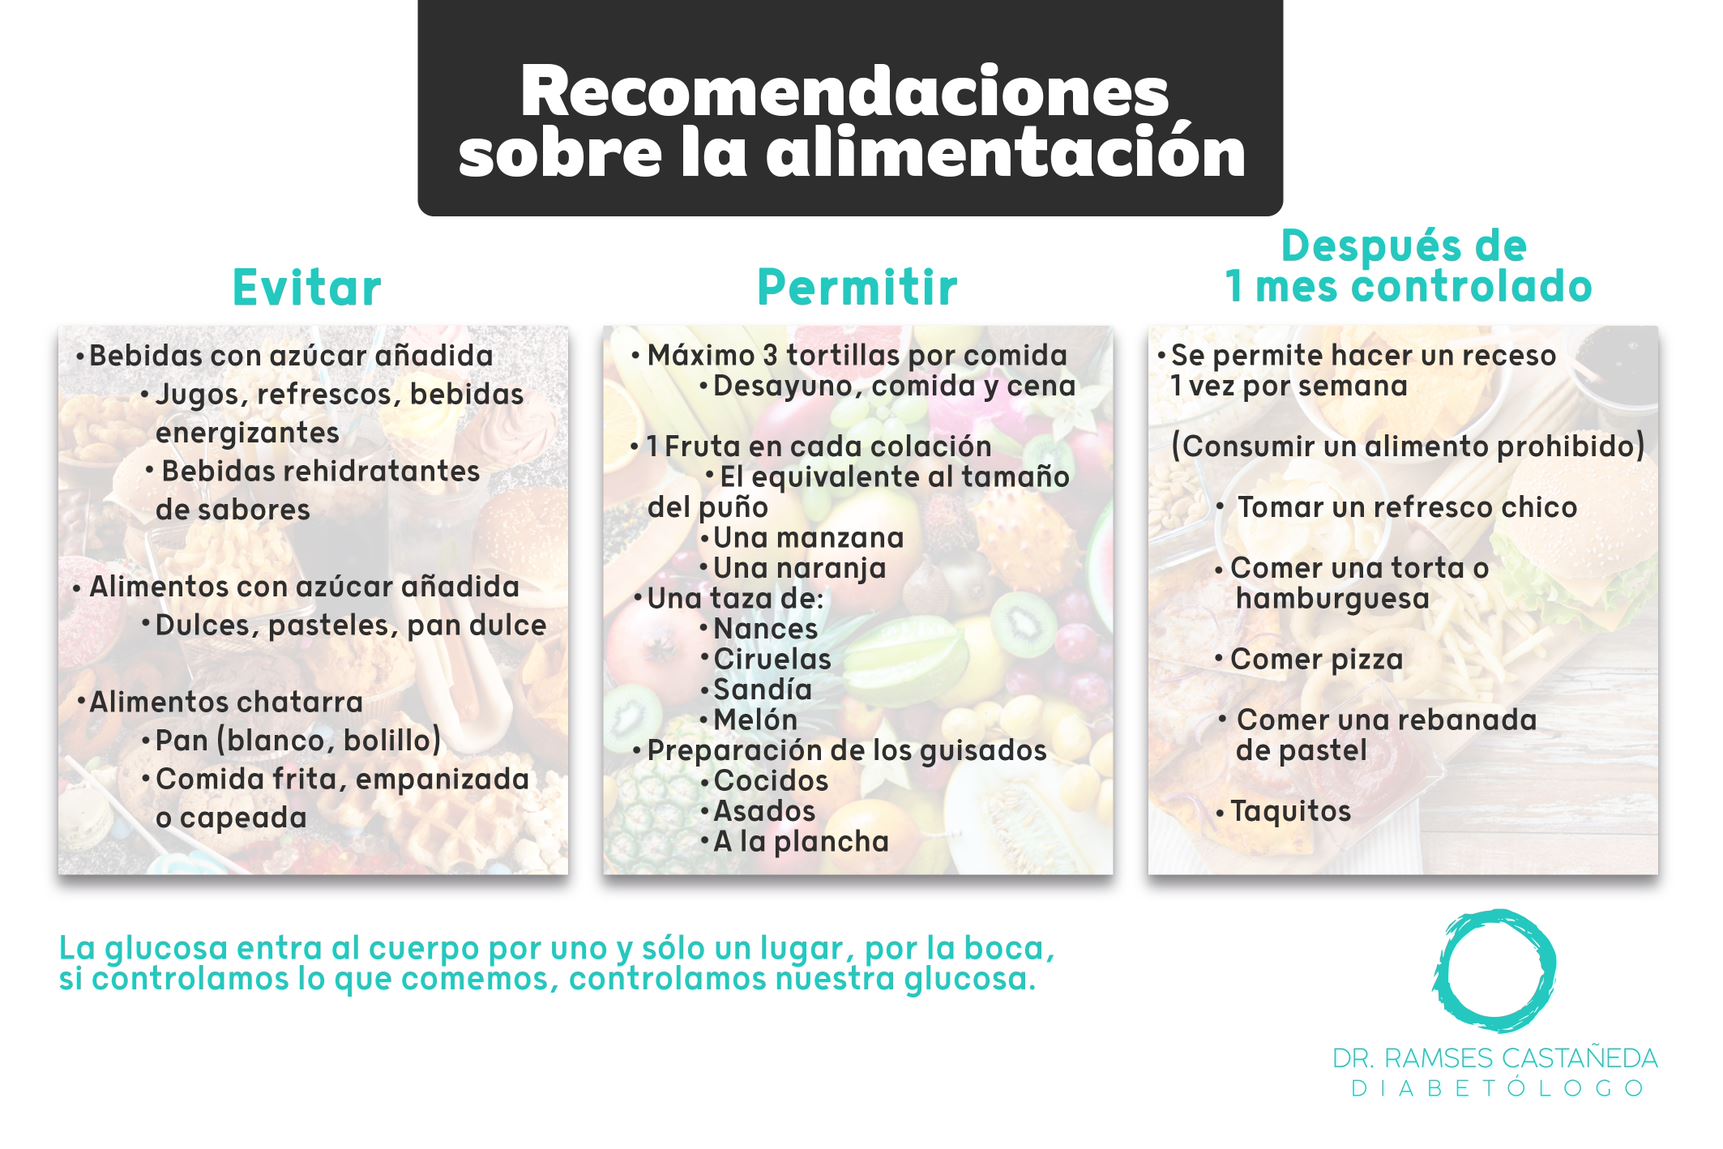 Recomendaciones
sobre la alimentación
Evitar
• Bebidas con azúcar añadida
• Jugos, refrescos, bebidas
energizantes
• Bebidas rehidratantes
de sabores
• Alimentos con azúcar añadida
• Dulces, pasteles, pan dulce
• Alimentos chatarra
• Pan (blanco, bolillo)
• Comida frita, empanizada
o capeada
Permitir
• Máximo 3 tortillas por comida
• Desayuno, comida y cena
• 1 Fruta en cada colación
• El equivalente al tamaño
del puño
• Una manzana
• Una naranja
• Una taza de:
• Nances
• Ciruelas
• Sandía
• Melón
• Preparación de los guisados
• Cocidos
• Asados
• A la plancha
Después de
1 mes controlado
• Se permite hacer un receso
1 vez por semana
(Consumir un alimento prohibido)
• Tomar un refresco chico
• Comer una torta o
hamburguesa
• Comer pizza
• Comer una rebanada
de pastel
• Taquitos
La glucosa entra al cuerpo por uno y sólo un lugar, por la boca,
si controlamos lo que comemos, controlamos nuestra glucosa.
DR. RAMSES CASTAÑEDA
DIABETÓLOGO